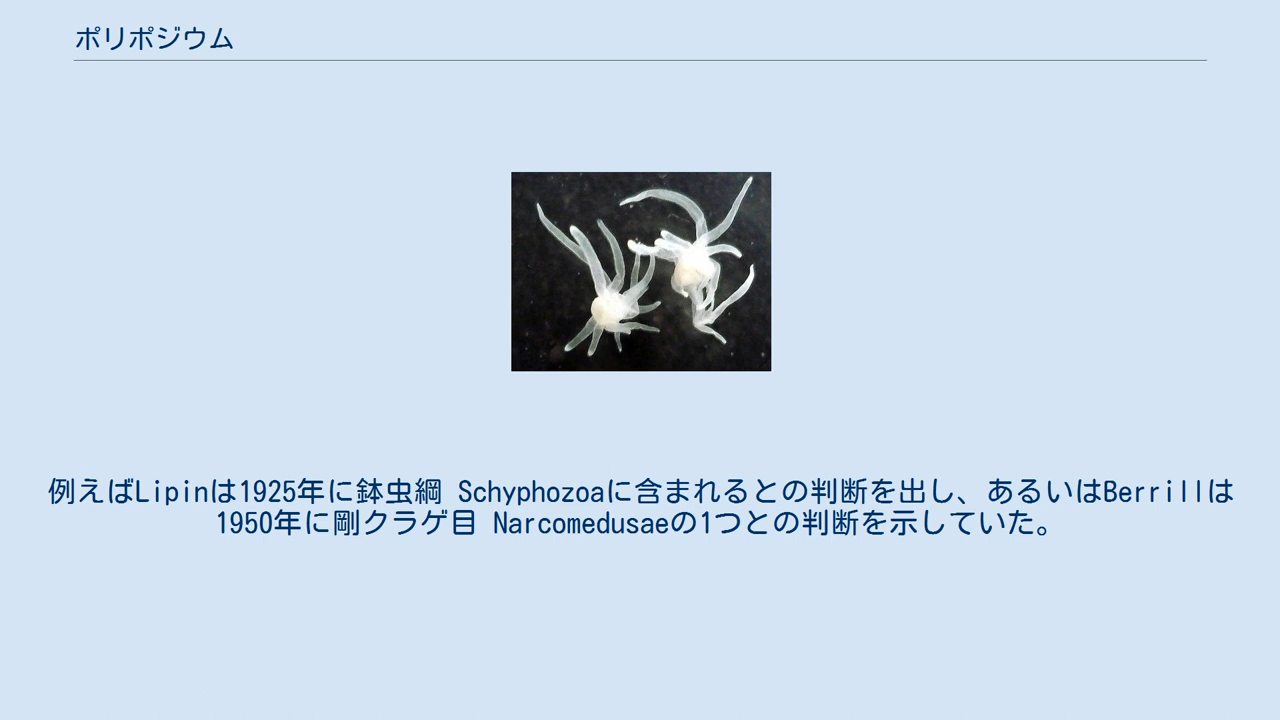 ポリポジウム
例えばLipinは1925年に鉢虫綱 Schyphozoaに含まれるとの判断を出し、あるいはBerrillは
1950年に剛クラゲ目 Narcomedusaeの1つとの判断を示していた。